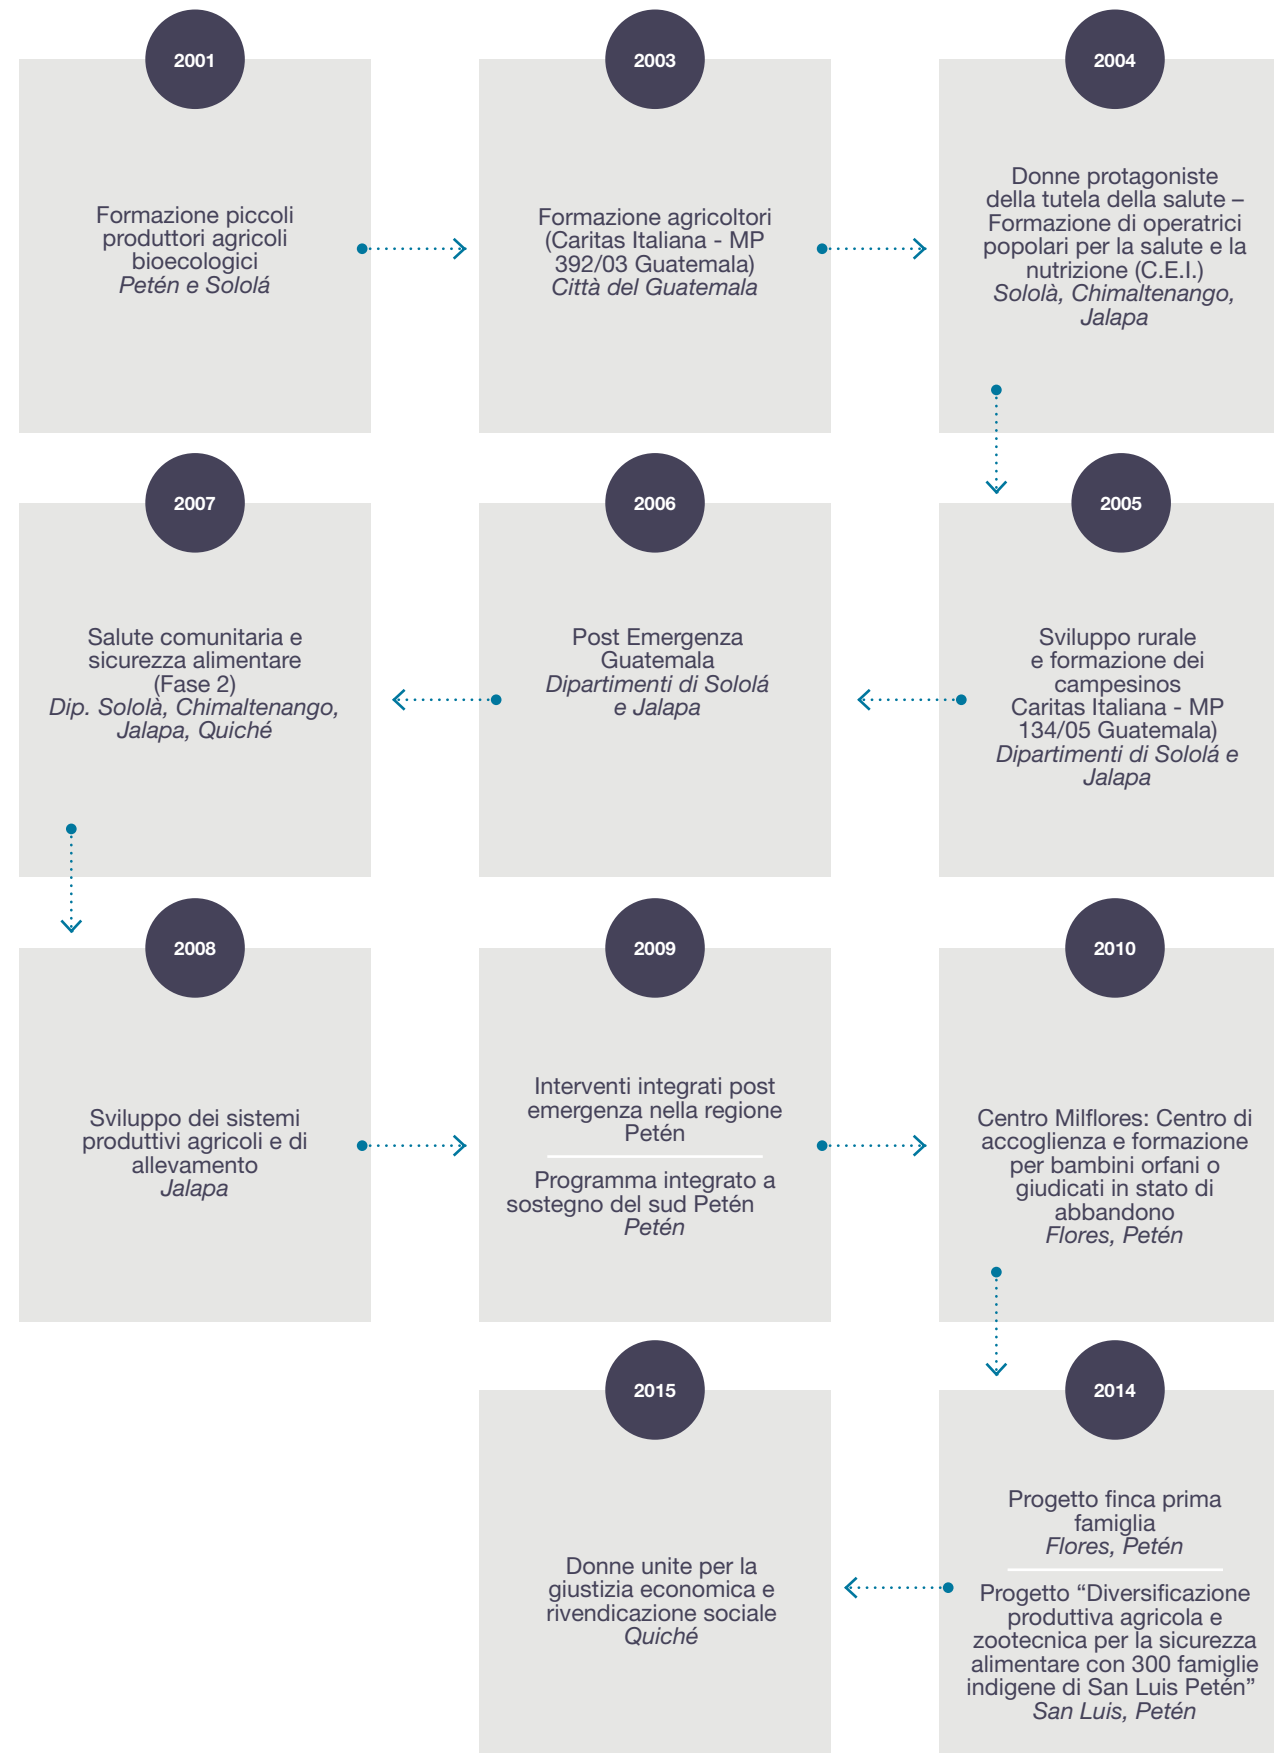 2001
Formazione piccoli
produttori agricoli
bioecologici
Petén e Sololá
2003
Formazione agricoltori
(Caritas Italiana - MP
392/03 Guatemala)
Città del Guatemala
2004
Donne protagoniste
della tutela della salute –
Formazione di operatrici
popolari per la salute e la
nutrizione (C.E.I.)
Sololà, Chimaltenango,
Jalapa
2005
Sviluppo rurale
e formazione dei
campesinos
Caritas Italiana - MP
134/05 Guatemala)
Dipartimenti di Sololá e
Jalapa
2006
Post Emergenza
Guatemala
Dipartimenti di Sololá
e Jalapa
2007
Salute comunitaria e
sicurezza alimentare
(Fase 2)
Dip. Sololà, Chimaltenango,
Jalapa, Quiché
2008
Sviluppo dei sistemi
produttivi agricoli e di
allevamento
Jalapa
2009
Interventi integrati post
emergenza nella regione
Petén
Programma integrato a
sostegno del sud Petén
Petén
2010
Centro Milflores: Centro di
accoglienza e formazione
per bambini orfani o
giudicati in stato di
abbandono
Flores, Petén
2014
Progetto finca prima
famiglia
Flores, Petén
Progetto “Diversificazione
produttiva agricola e
zootecnica per la sicurezza
alimentare con 300 famiglie
indigene di San Luis Petén”
San Luis, Petén
2015
Donne unite per la
giustizia economica e
rivendicazione sociale
Quiché